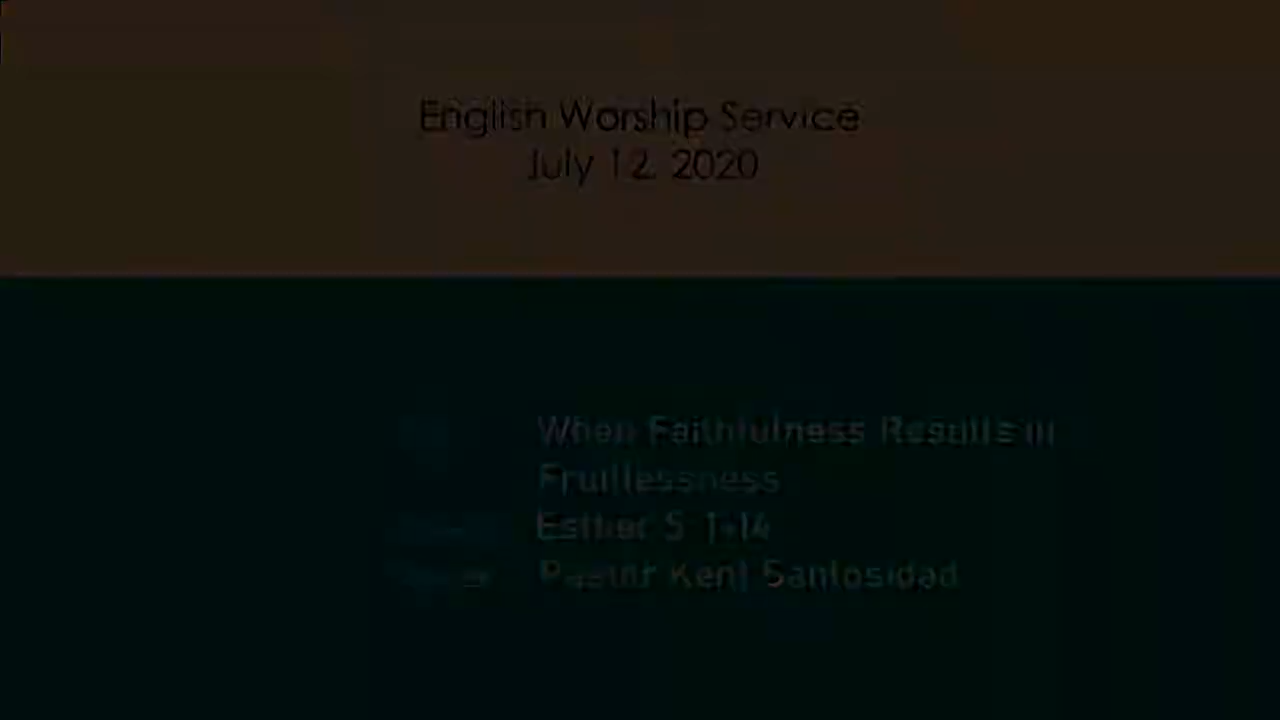 English Worship Service
July 12, 2020
When Faithfulness Results in
Fruitlessness
Esther 5:1-14
Pastor Kent Santosidad